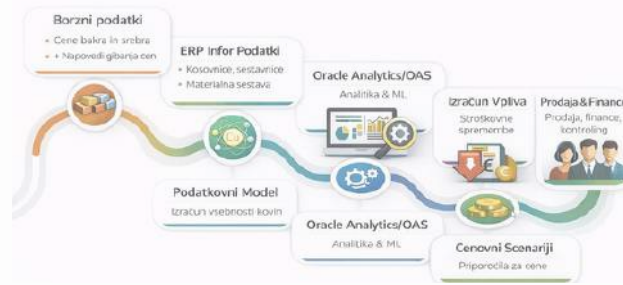 Borzni podatki
• Cene bakra in srebra
• + Napovedi gibanja cen
ERP Infor Podatki
• Kosovnice, sestavnice
• Materialna sestava
Oracle Analytics/OAS
Analitika & ML
Izračun Vpliva
Stroškovne
spremembe
Prodaja&Finance
Prodaja, finance,
kontroling
Podatkovni Model
Izračun vsebnosti kovin
Oracle Analytics/OAS
Analitika & ML
Cenovni Scenariji
Priporočila za cene